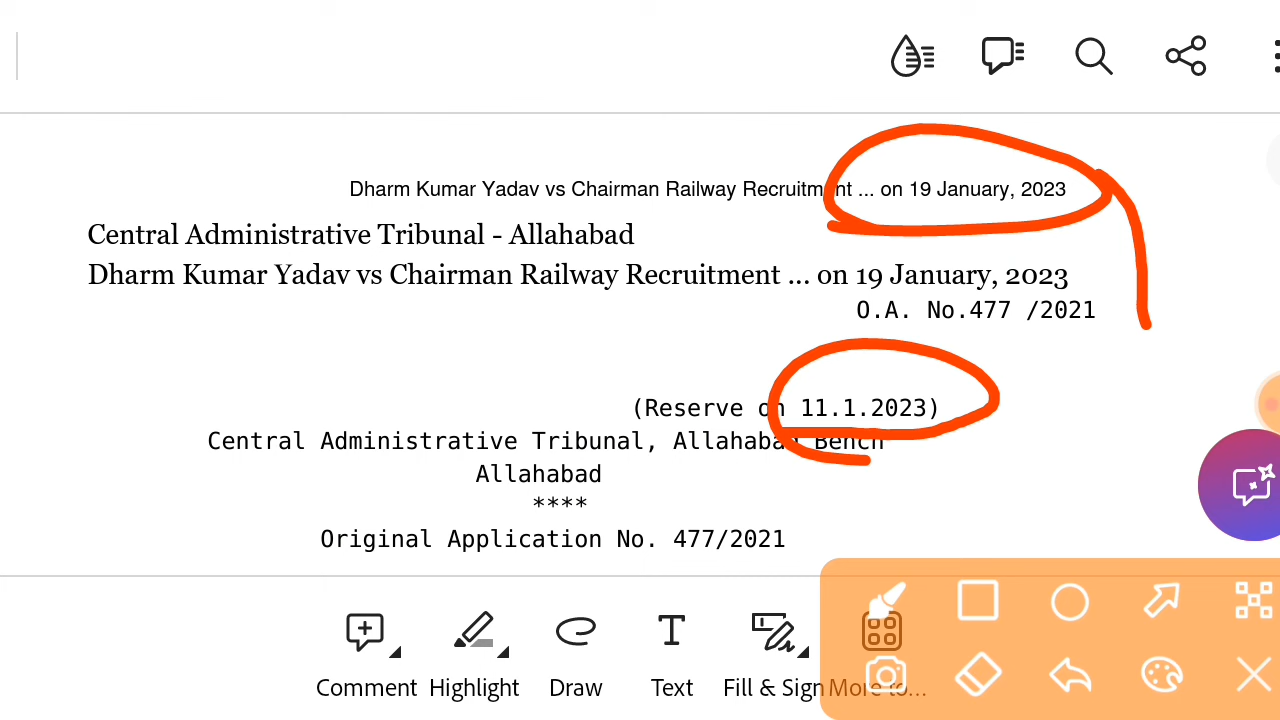 Dharm Kumar Yadav vs Chairman Railway Recruitment ... on 19 January, 2023
Central Administrative Tribunal - Allahabad
Dharm Kumar Yadav vs Chairman Railway Recruitment ... on 19 January, 2023
O.A. No.477 /2021
(Reserve on 11.1.2023)
Central Administrative Tribunal, Allahabad Bench
Allahabad
****
Original Application No. 477/2021
Comment Highlight Draw Text Fill & Sign More to...